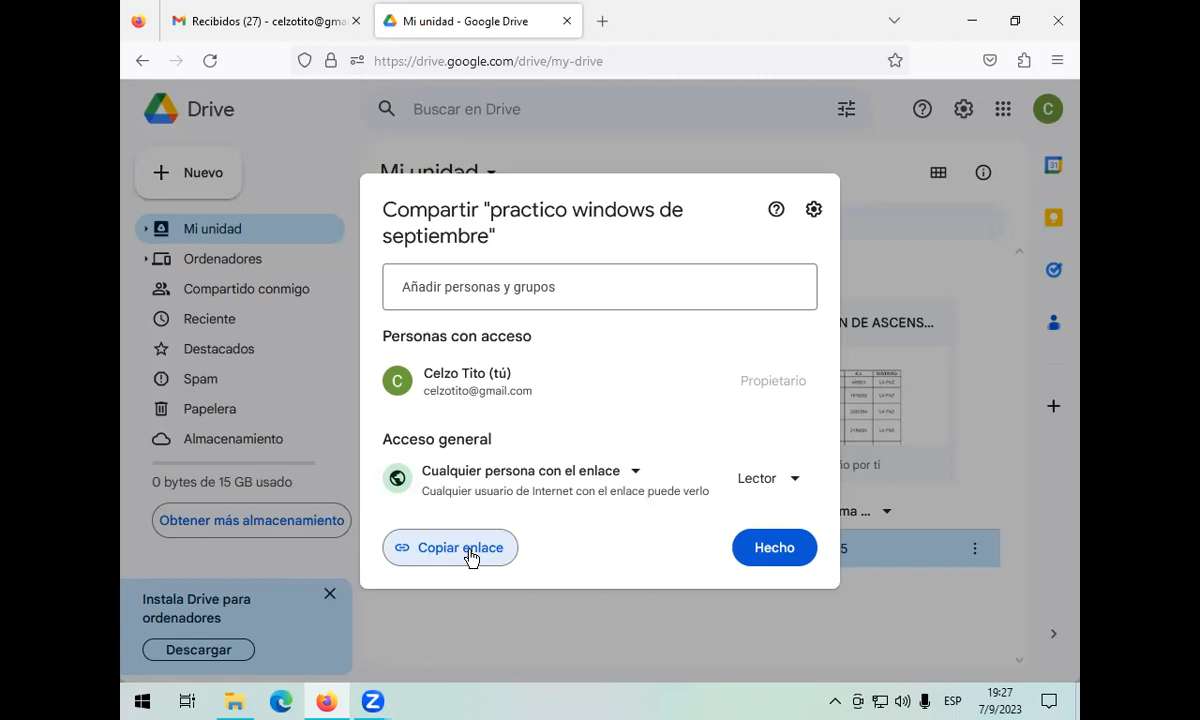 Recibidos (27) - celzotito@gma
Mi unidad - Google Drive
https://drive.google.com/drive/my-drive
Drive
Buscar en Drive
C
Nuevo
Mi unidad
Mi unidad
Ordenadores
Compartido conmigo
Reciente
Destacados
Spam
Papelera
Almacenamiento
0 bytes de 15 GB usado
Obtener más almacenamiento
Instala Drive para
ordenadores
Descargar
Compartir "practico windows de
septiembre"
Añadir personas y grupos
Personas con acceso
C
Celzo Tito (tú)
celzotito@gmail.com
Propietario
Acceso general
Cualquier persona con el enlace
Cualquier usuario de Internet con el enlace puede verlo
Lector
Copiar enlace
Hecho
N DE ASCENS...
LA PAZ
LA PAZ
LA PAZ
LA PAZ
io por ti
ma ...
5
31
Z
ESP
19:27
7/9/2023